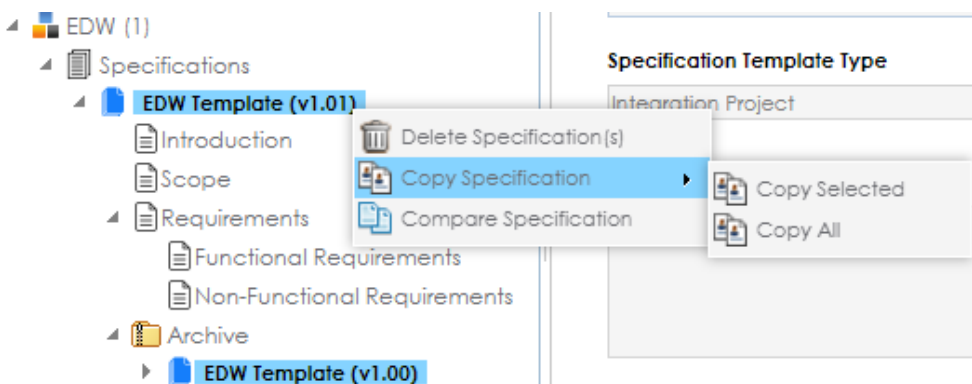 EDW (1)
Specifications
Specification Template Type
EDW Template (v1.01)
Integration Project
Delete Specification(s)
Introduction
Copy Specification
Copy Selected
Scope
Compare Specification
Copy All
Requirements
Functional Requirements
Non-Functional Requirements
Archive
EDW Template (v1.00)